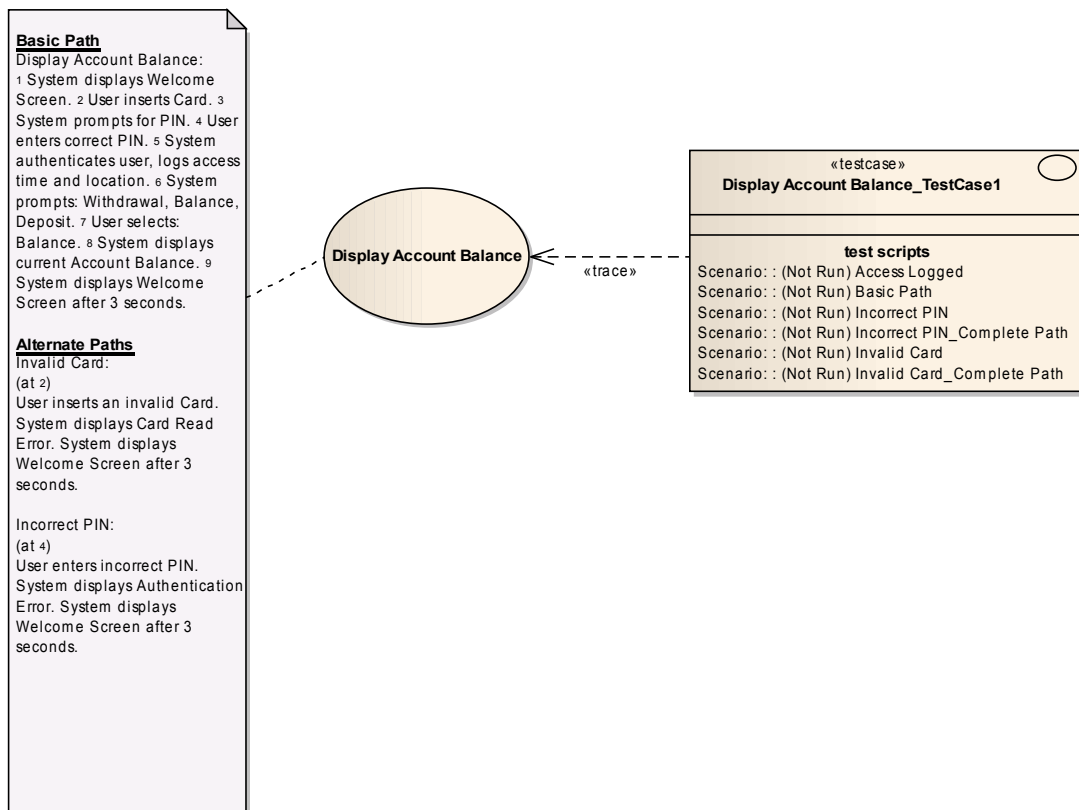 Basic Path
Display Account Balance:
1 System displays Welcome
Screen. 2 User inserts Card. 3
System prompts for PIN. 4 User
enters correct PIN. 5 System
authenticates user, logs access
time and location. 6 System
prompts: Withdrawal, Balance,
Deposit. 7 User selects:
Balance. 8 System displays
current Account Balance. 9
System displays Welcome
Screen after 3 seconds.
Alternate Paths
Invalid Card:
(at 2)
User inserts an invalid Card.
System displays Card Read
Error. System displays
Welcome Screen after 3
seconds.
Incorrect PIN:
(at 4)
User enters incorrect PIN.
System displays Authentication
Error. System displays
Welcome Screen after 3
seconds.
Display Account Balance
«trace»
«testcase»
Display Account Balance_TestCase1
test scripts
Scenario: : (Not Run) Access Logged
Scenario: : (Not Run) Basic Path
Scenario: : (Not Run) Incorrect PIN
Scenario: : (Not Run) Incorrect PIN_Complete Path
Scenario: : (Not Run) Invalid Card
Scenario: : (Not Run) Invalid Card_Complete Path